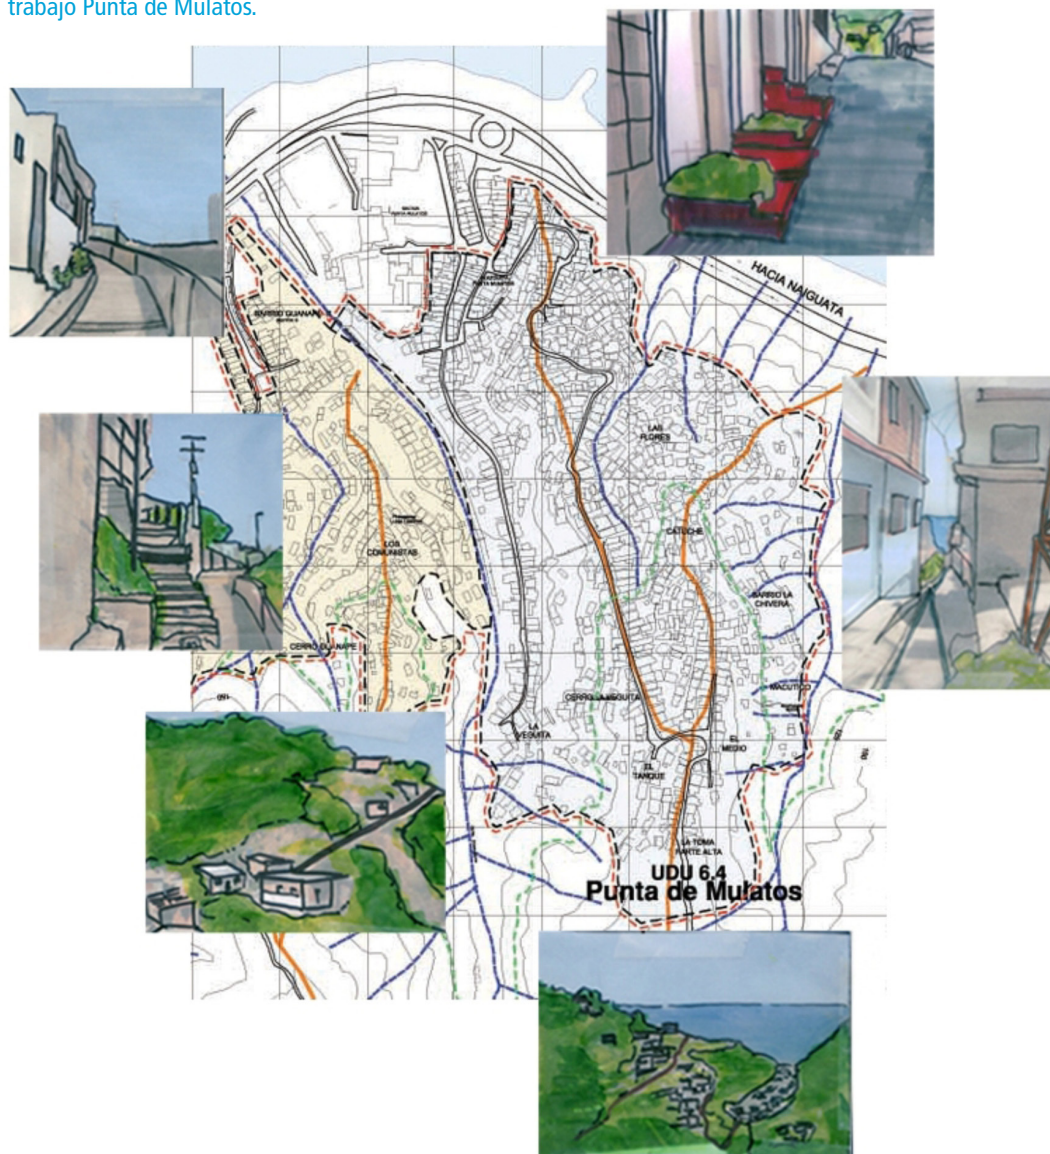 trabajo Punta de Mulatos.
HACIA NAIGUATA
BARRIO GUANAPE
LAS
FLORES
CATUCHE
LOS
COMUNISTAS
BARRIO LA
CHIVERA
CERRO GUANAPE
CERRO LA VEGUITA
MACUTICO
LA
VEGUITA
EL
MEDIO
EL
TANQUE
LA TOMA
PARTE ALTA
UDU 6.4
Punta de Mulatos